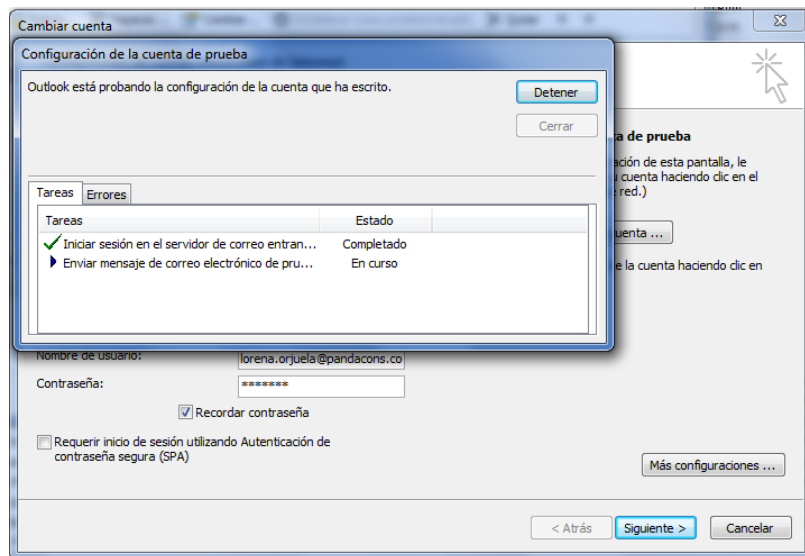 Cambiar cuenta
Configuración de la cuenta de prueba
Outlook está probando la configuración de la cuenta que ha escrito.
Detener
Cerrar
Tareas
Errores
Tareas Estado
Iniciar sesión en el servidor de correo entran... Completado
Enviar mensaje de correo electrónico de pru... En curso
a de prueba
ación de esta pantalla, le
cuenta haciendo clic en el
red.)
uenta ...
e la cuenta haciendo clic en
Nombre de usuario: lorena.orjuela@pandacons.co
Contraseña: *******
Recordar contraseña
Requerir inicio de sesión utilizando Autenticación de
contraseña segura (SPA)
Más configuraciones ...
< Atrás
Siguiente >
Cancelar